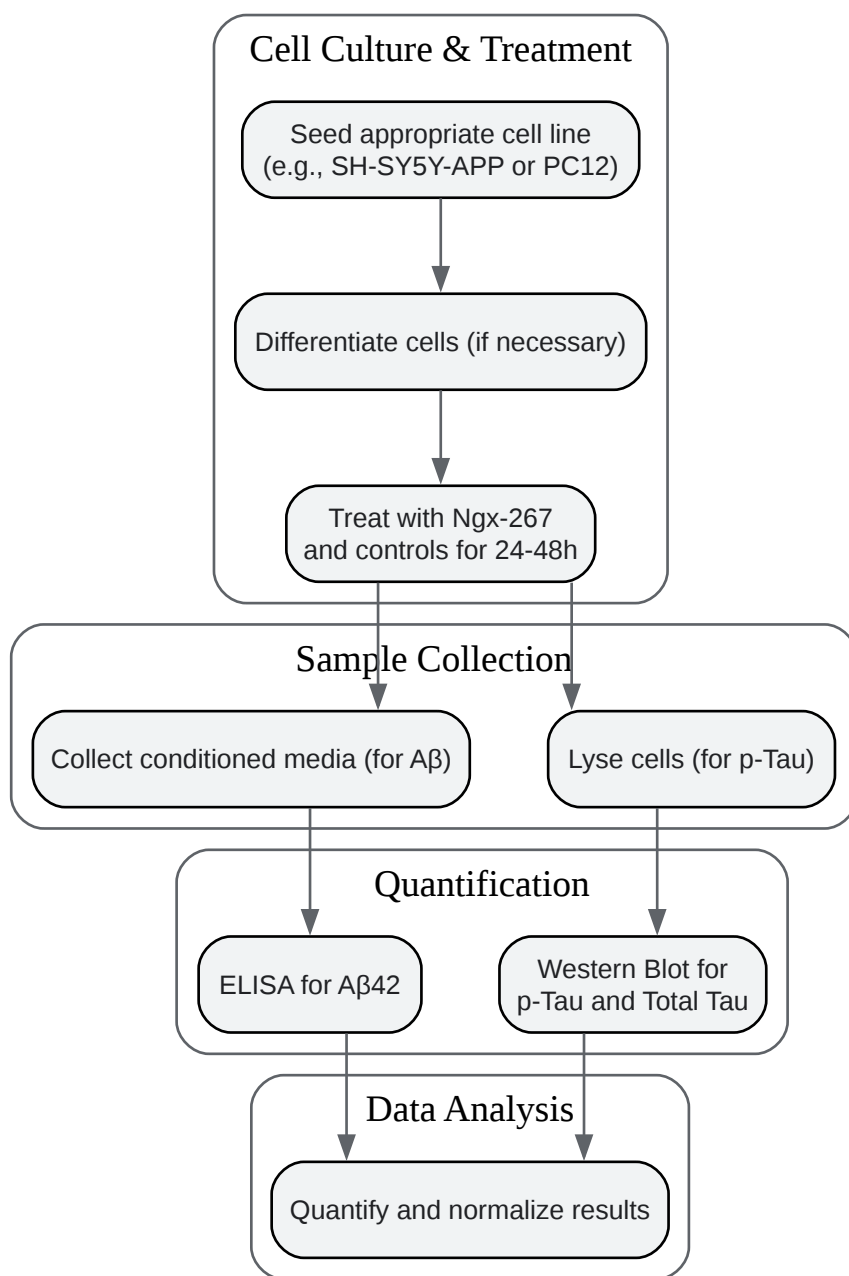 Cell Culture & Treatment
Seed appropriate cell line
(e.g., SH-SY5Y-APP or PC12)
Differentiate cells (if necessary)
Treat with Ngx-267
and controls for 24-48h
Sample Collection
Collect conditioned media (for Aβ)
Lyse cells (for p-Tau)
Quantification
ELISA for Aβ42
Western Blot for
p-Tau and Total Tau
Data Analysis
Quantify and normalize results